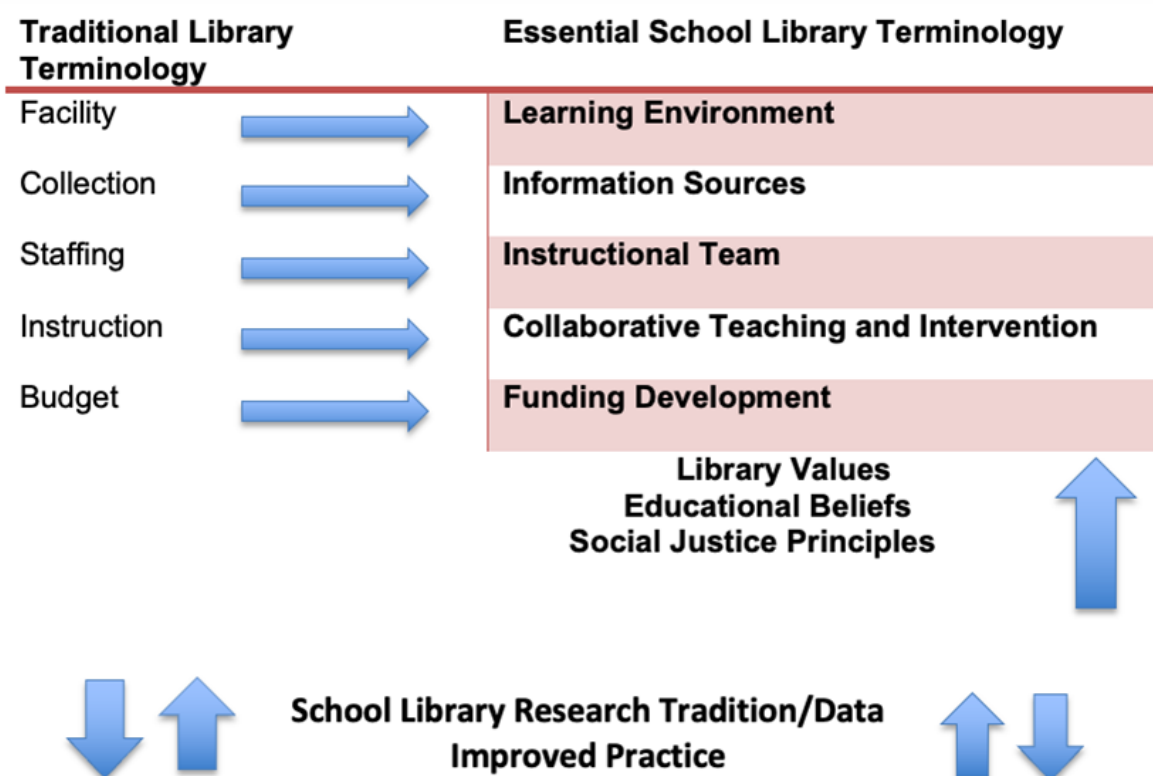 Traditional Library
Terminology
Essential School Library Terminology
Facility
Learning Environment
Collection
Information Sources
Staffing
Instructional Team
Instruction
Collaborative Teaching and Intervention
Budget
Funding Development
Library Values
Educational Beliefs
Social Justice Principles
School Library Research Tradition/Data
Improved Practice